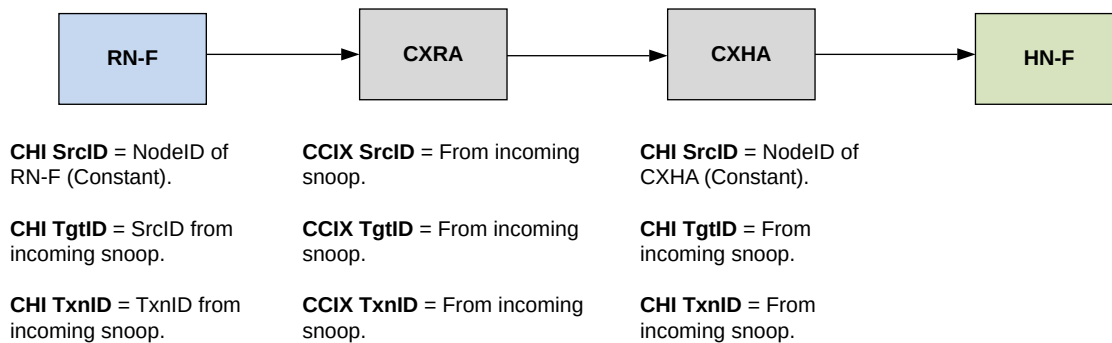 RN-F
CXRA
CXHA
HN-F
CHI SrcID = NodeID of
RN-F (Constant).
CHI TgtID = SrcID from
incoming snoop.
CHI TxnID = TxnID from
incoming snoop.
CCIX SrcID = From incoming
snoop.
CCIX TgtID = From incoming
snoop.
CCIX TxnID = From incoming
snoop.
CHI SrcID = NodeID of
CXHA (Constant).
CHI TgtID = From
incoming snoop.
CHI TxnID = From
incoming snoop.